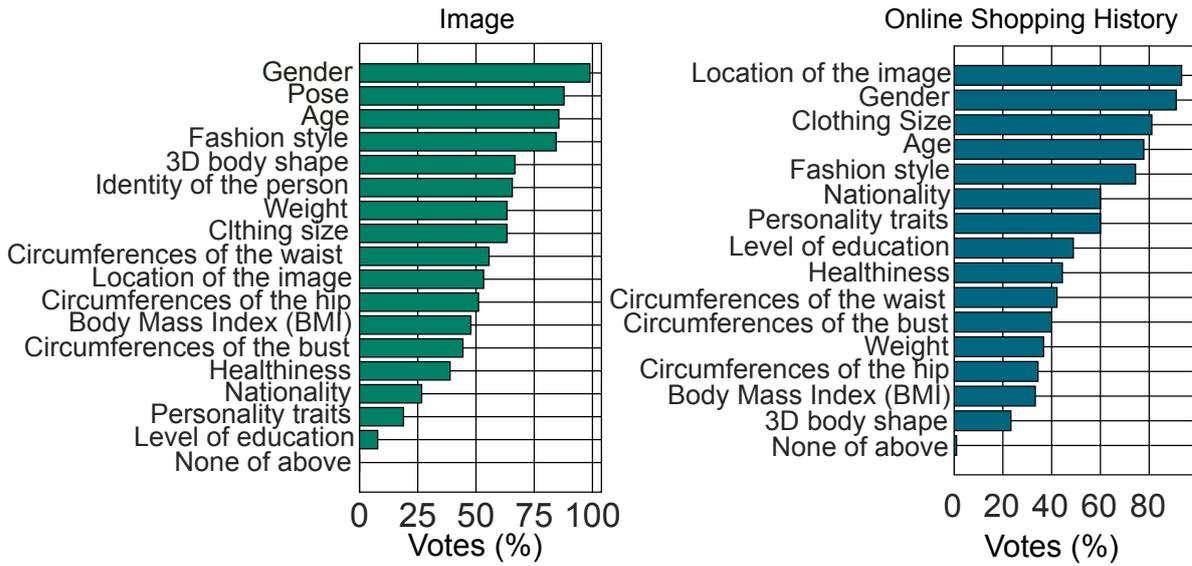 Image
Gender
Pose
Age
Fashion style
3D body shape
Identity of the person
Weight
Clthing size
Circumferences of the waist
Location of the image
Circumferences of the hip
Body Mass Index (BMI)
Circumferences of the bust
Healthiness
Nationality
Personality traits
Level of education
None of above
0 25 50 75 100
Votes (%)
Online Shopping History
Location of the image
Gender
Clothing Size
Age
Fashion style
Nationality
Personality traits
Level of education
Healthiness
Circumferences of the waist
Circumferences of the bust
Weight
Circumferences of the hip
Body Mass Index (BMI)
3D body shape
None of above
0 20 40 60 80
Votes (%)